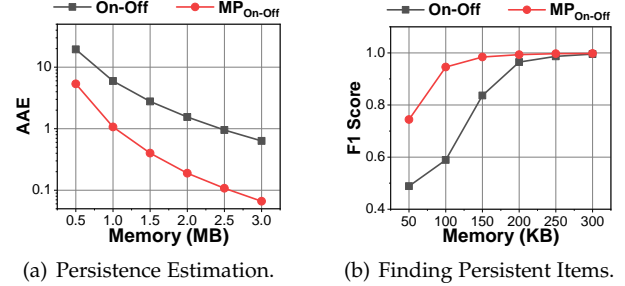 On-Off MP_On-Off
10
1
0.1
AAE
0.5 1.0 1.5 2.0 2.5 3.0
Memory (MB)
(a) Persistence Estimation.
On-Off MP_On-Off
1.0
0.8
0.6
0.4
F1 Score
50 100 150 200 250 300
Memory (KB)
(b) Finding Persistent Items.